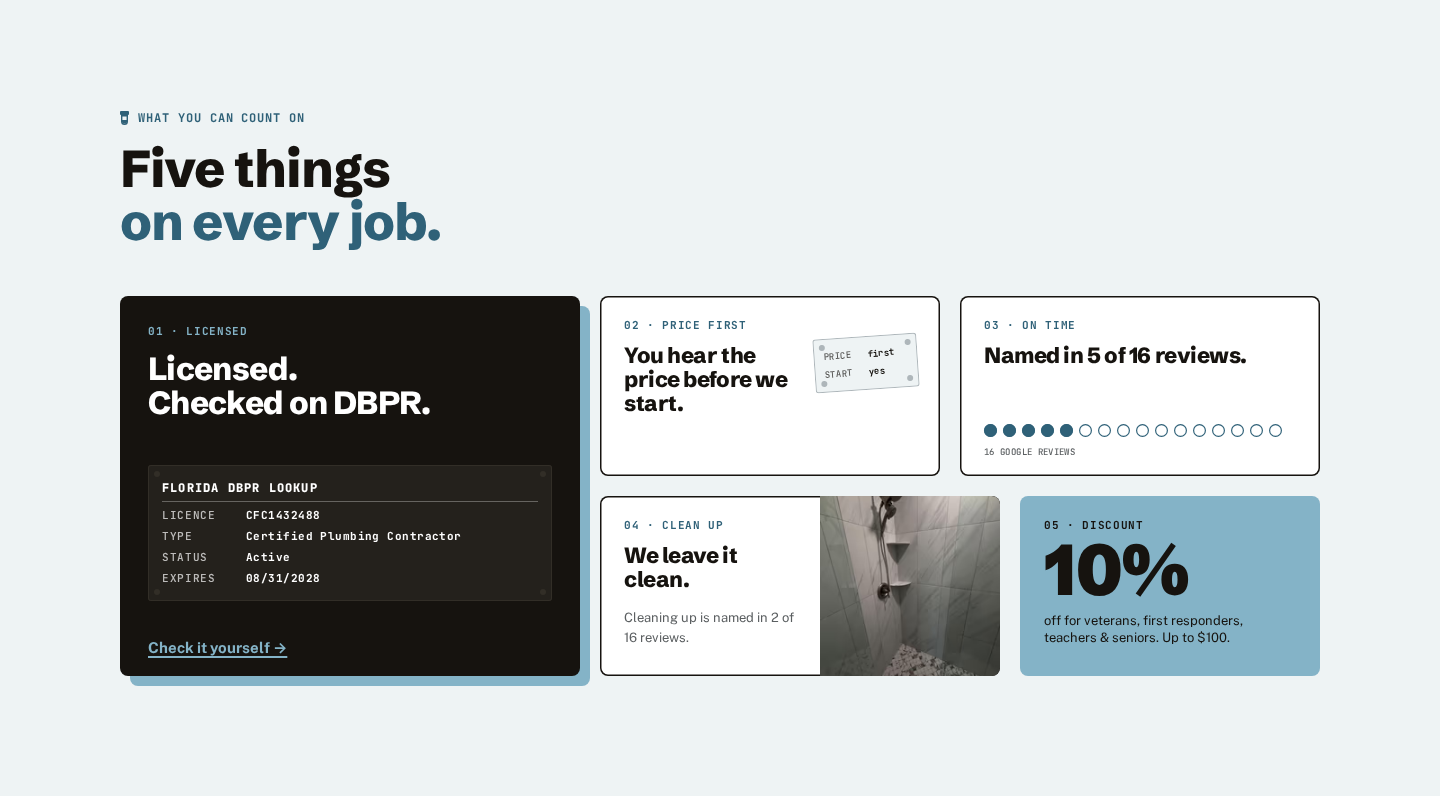 WHAT YOU CAN COUNT ON
Five things
on every job.
01 · LICENSED
Licensed.
Checked on DBPR.
FLORIDA DBPR LOOKUP
LICENCE CFC1432488
TYPE Certified Plumbing Contractor
STATUS Active
EXPIRES 08/31/2028
Check it yourself →
02 · PRICE FIRST
You hear the
price before we
start.
PRICE first
START yes
03 · ON TIME
Named in 5 of 16 reviews.
16 GOOGLE REVIEWS
04 · CLEAN UP
We leave it
clean.
Cleaning up is named in 2 of
16 reviews.
05 · DISCOUNT
10%
off for veterans, first responders,
teachers & seniors. Up to $100.